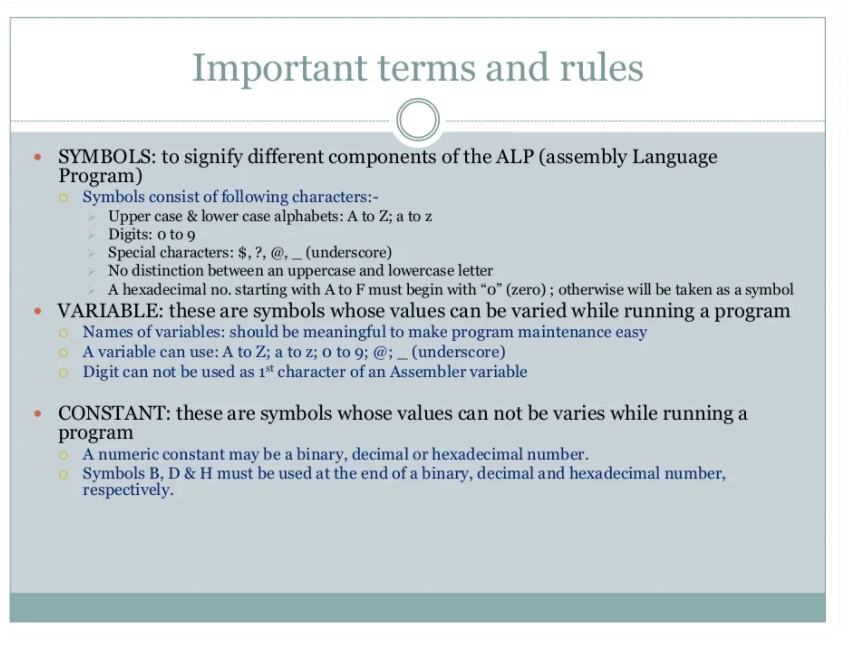 Important terms and rules
• SYMBOLS: to signify different components of the ALP (assembly Language
Program)
○ Symbols consist of following characters:-
➢ Upper case & lower case alphabets: A to Z; a to z
➢ Digits: 0 to 9
➢ Special characters: $, ?, @, _ (underscore)
➢ No distinction between an uppercase and lowercase letter
➢ A hexadecimal no. starting with A to F must begin with “0” (zero) ; otherwise will be taken as a symbol
• VARIABLE: these are symbols whose values can be varied while running a program
○ Names of variables: should be meaningful to make program maintenance easy
○ A variable can use: A to Z; a to z; 0 to 9; @; _ (underscore)
○ Digit can not be used as 1st character of an Assembler variable
• CONSTANT: these are symbols whose values can not be varies while running a
program
○ A numeric constant may be a binary, decimal or hexadecimal number.
○ Symbols B, D & H must be used at the end of a binary, decimal and hexadecimal number,
respectively.